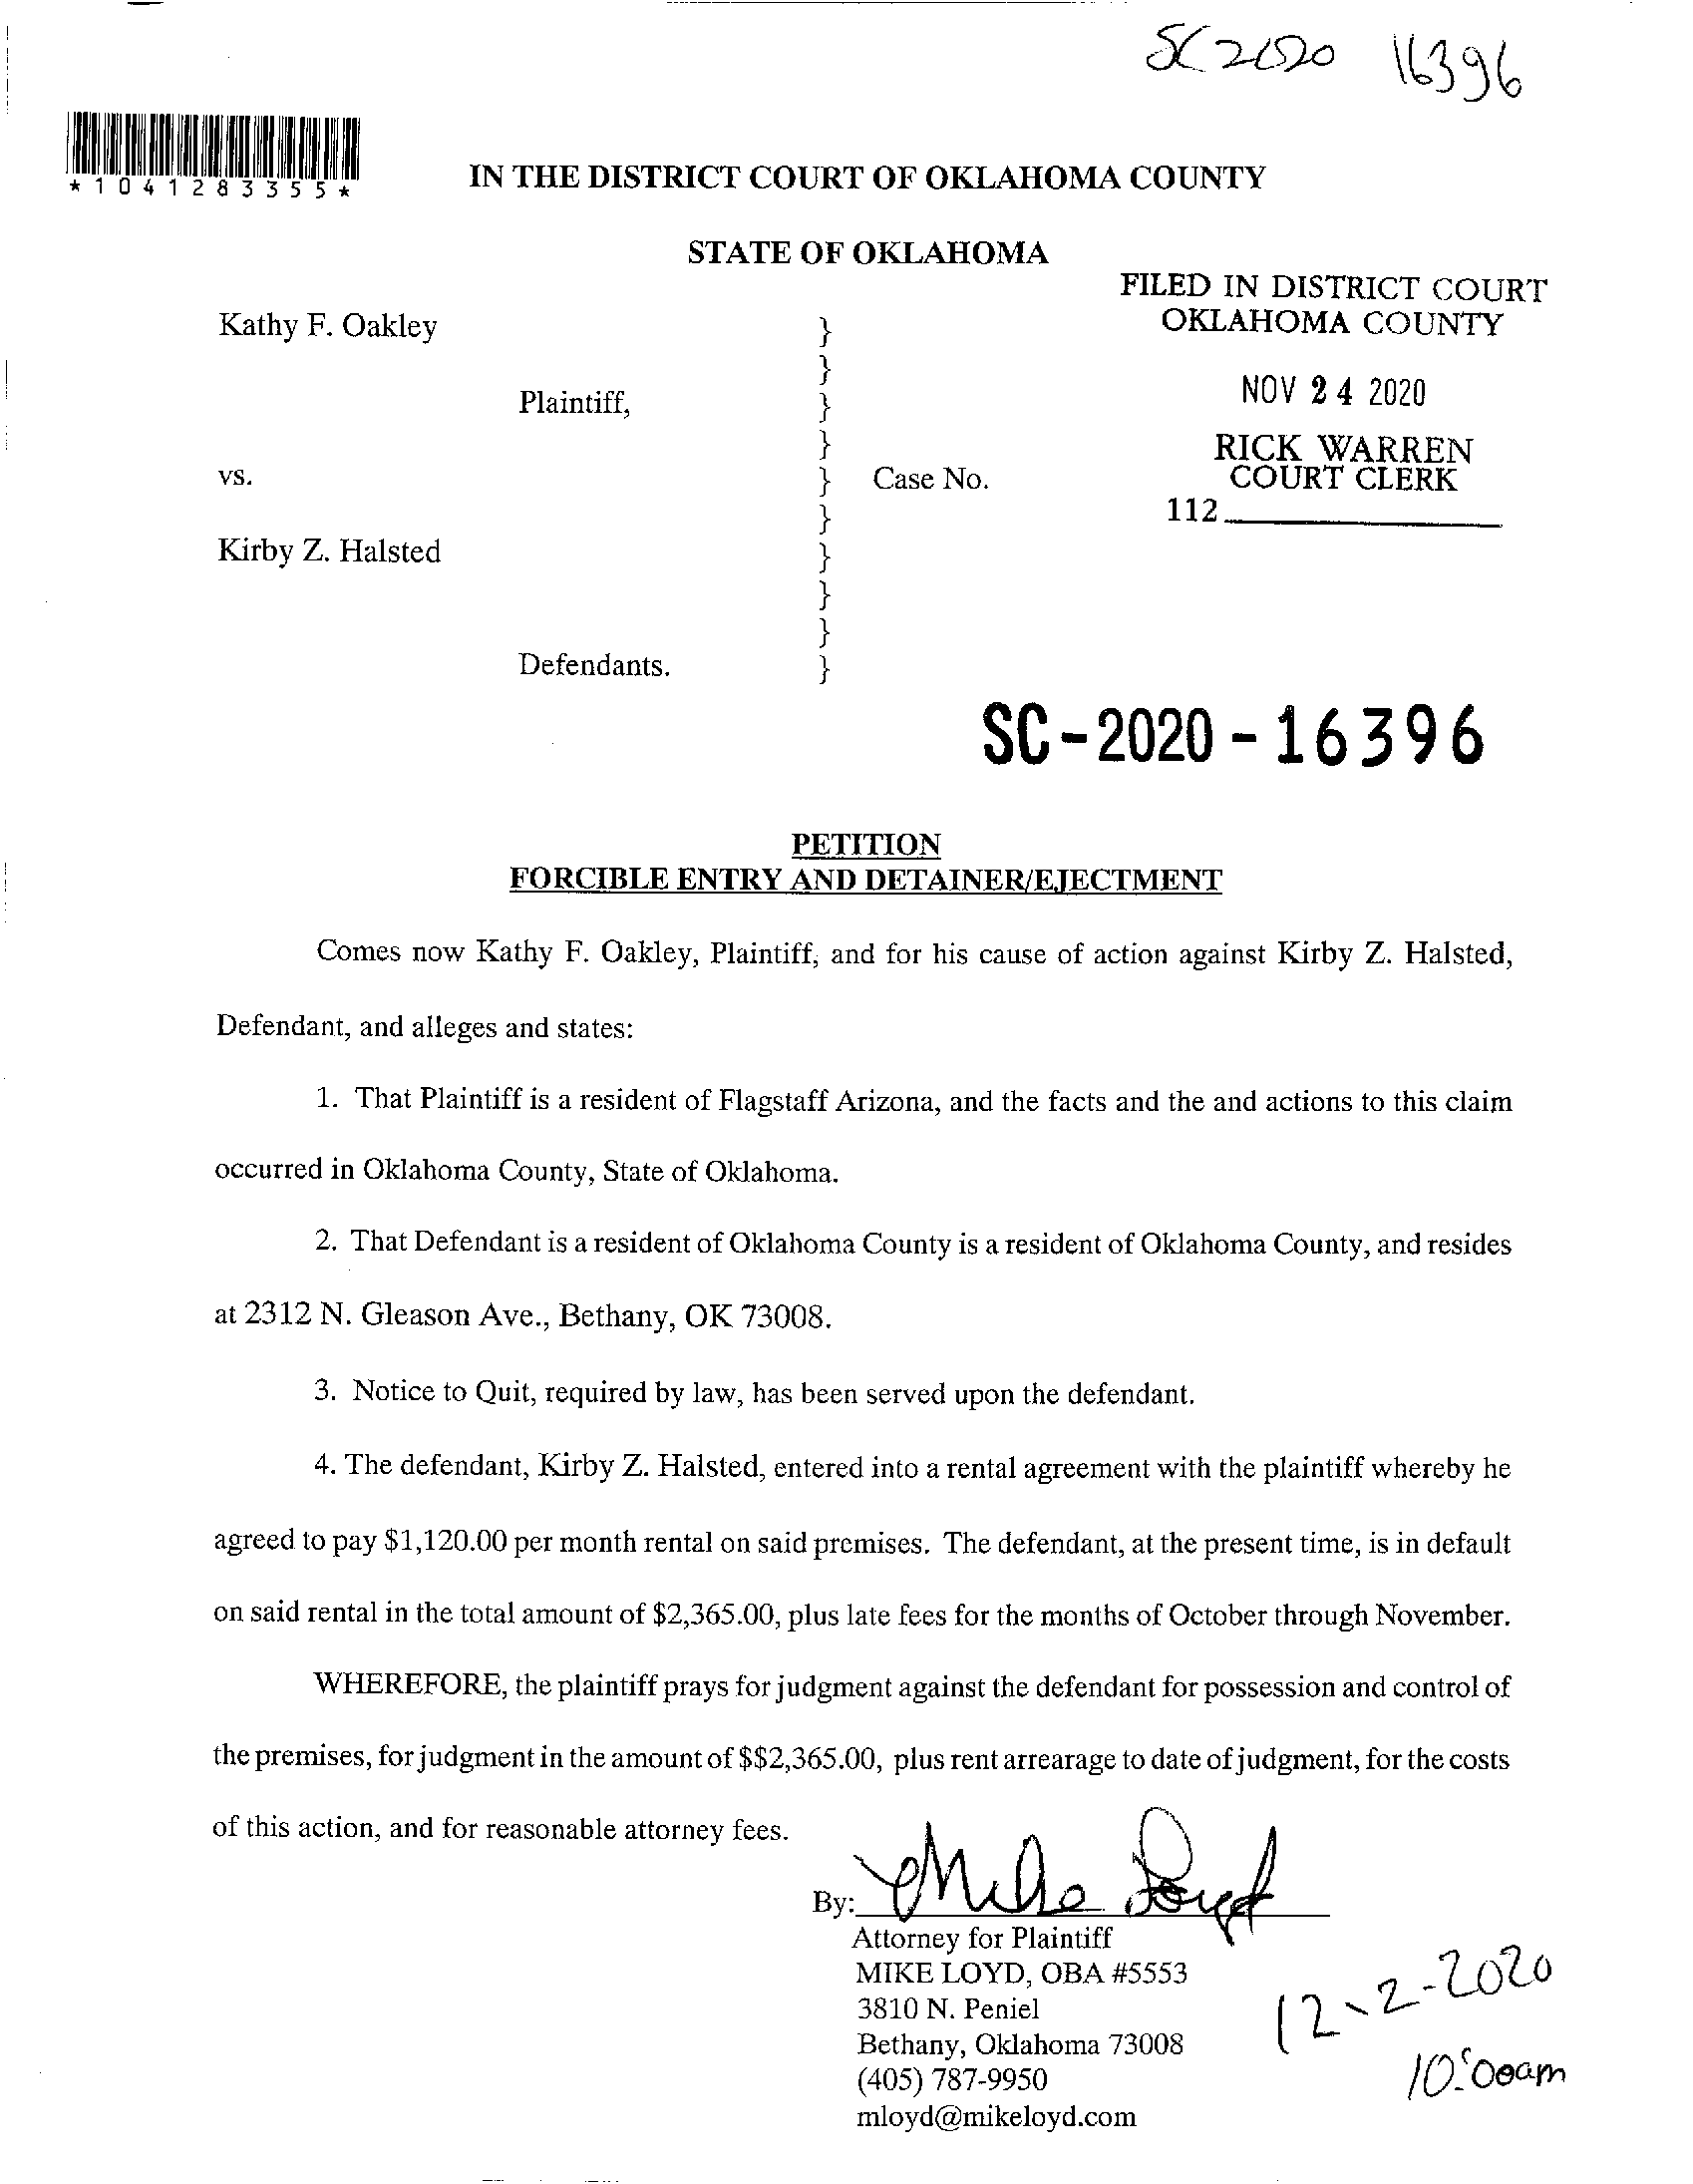 SC 2020 16396
*1041283355*
IN THE DISTRICT COURT OF OKLAHOMA COUNTY
STATE OF OKLAHOMA
FILED IN DISTRICT COURT
OKLAHOMA COUNTY
Kathy F. Oakley }
}
NOV 24 2020
Plaintiff, }
}
RICK WARREN
COURT CLERK
vs. } Case No.
112
}
Kirby Z. Halsted }
}
}
Defendants. }
SC-2020-16396
PETITION
FORCIBLE ENTRY AND DETAINER/EJECTMENT
Comes now Kathy F. Oakley, Plaintiff, and for his cause of action against Kirby Z. Halsted,
Defendant, and alleges and states:
1. That Plaintiff is a resident of Flagstaff Arizona, and the facts and the and actions to this claim
occurred in Oklahoma County, State of Oklahoma.
2. That Defendant is a resident of Oklahoma County is a resident of Oklahoma County, and resides
at 2312 N. Gleason Ave., Bethany, OK 73008.
3. Notice to Quit, required by law, has been served upon the defendant.
4. The defendant, Kirby Z. Halsted, entered into a rental agreement with the plaintiff whereby he
agreed to pay $1,120.00 per month rental on said premises. The defendant, at the present time, is in default
on said rental in the total amount of $2,365.00, plus late fees for the months of October through November.
WHEREFORE, the plaintiff prays for judgment against the defendant for possession and control of
the premises, for judgment in the amount of $$2,365.00, plus rent arrearage to date of judgment, for the costs
of this action, and for reasonable attorney fees.
By: Mike Loyd
Attorney for Plaintiff
MIKE LOYD, OBA #5553
3810 N. Peniel
Bethany, Oklahoma 73008
(405) 787-9950
mloyd@mikeloyd.com
12-2-2020
10:00am